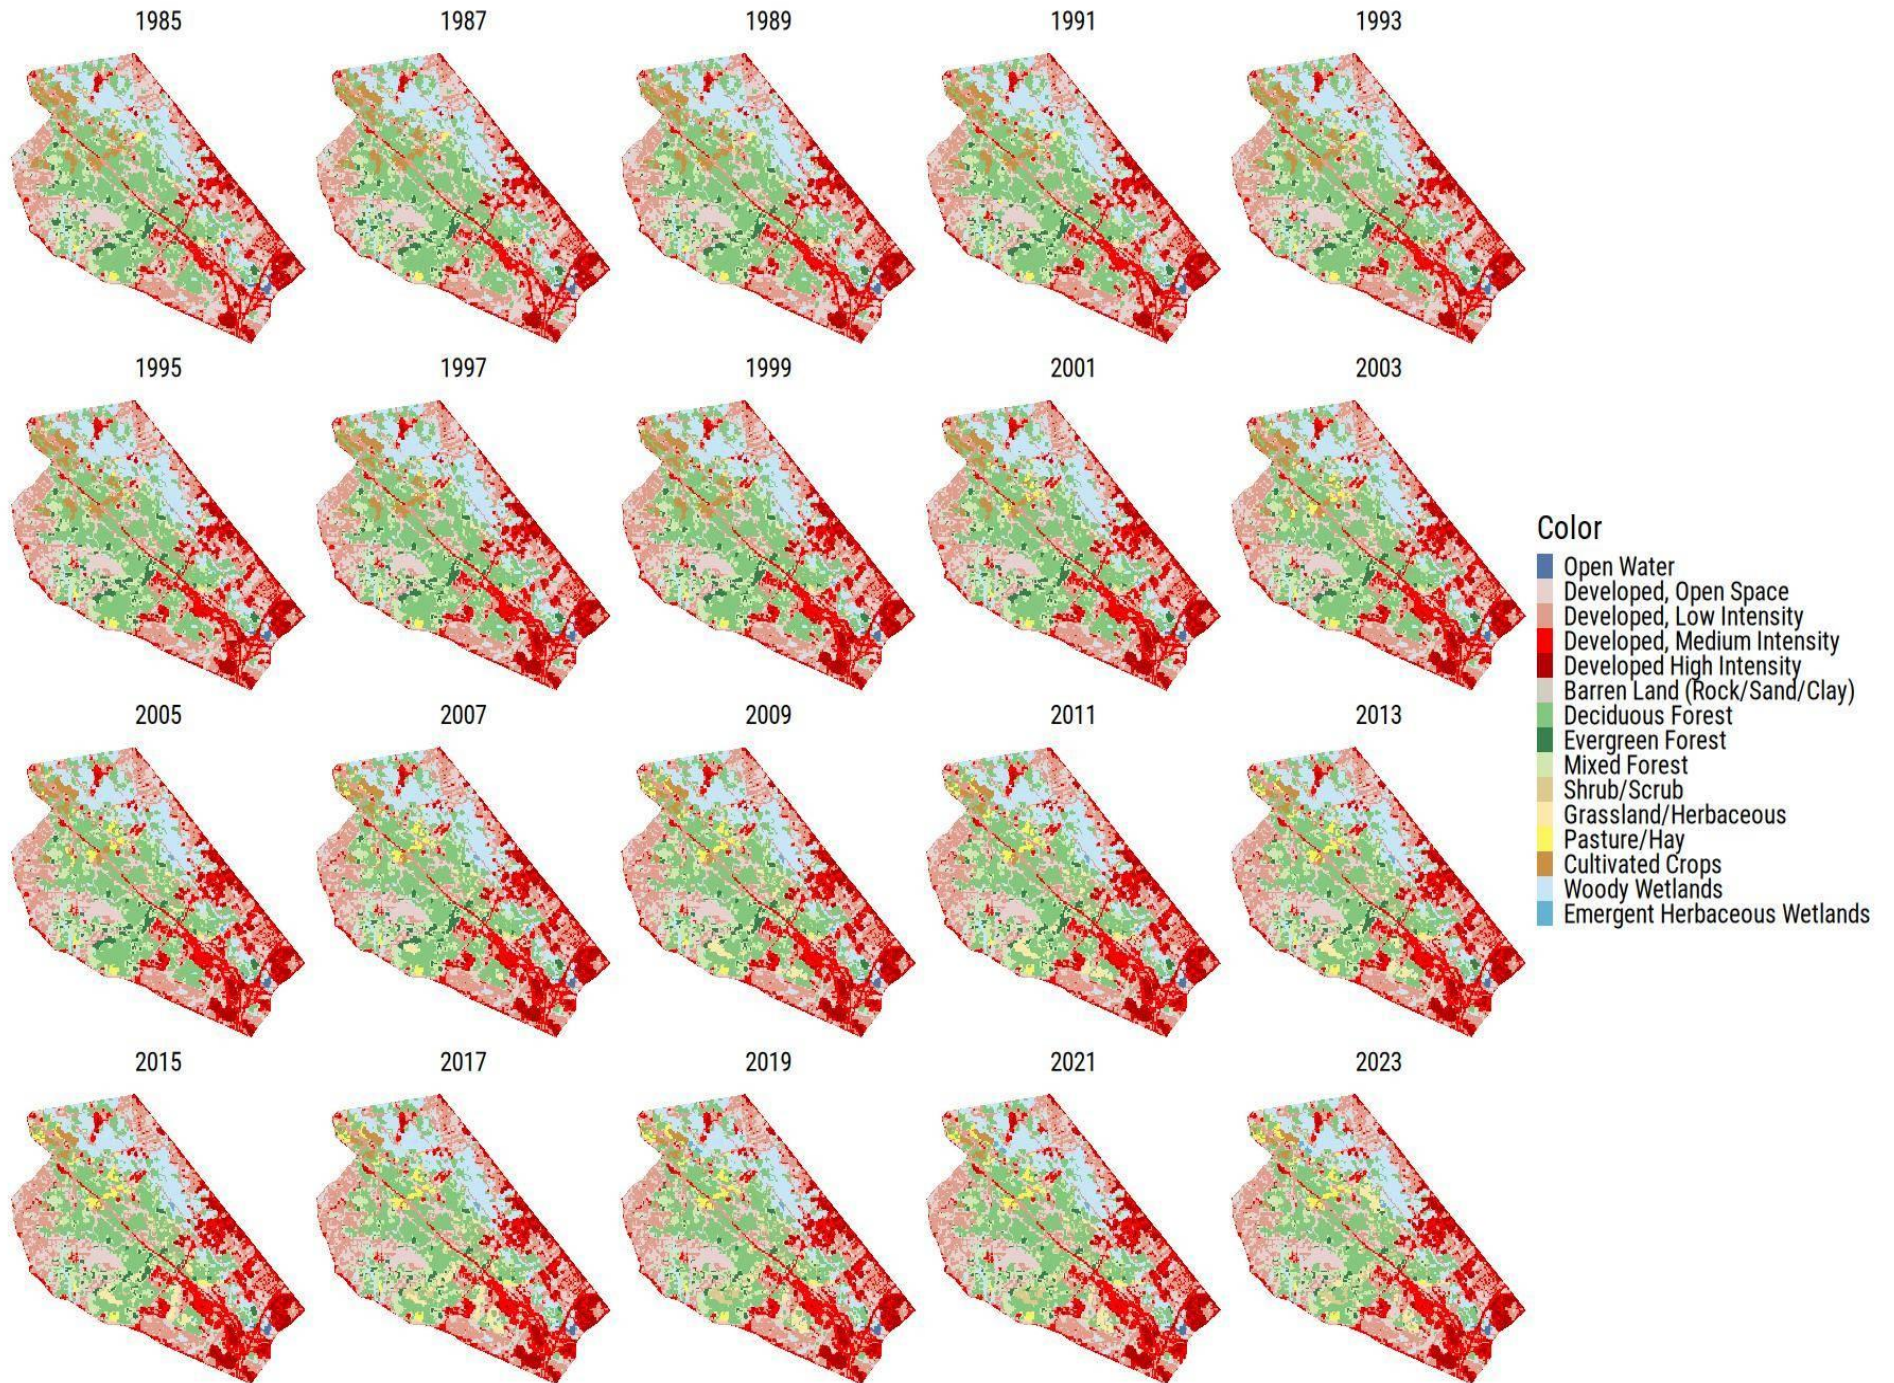 1985
1987
1989
1991
1993
1995
1997
1999
2001
2003
2005
2007
2009
2011
2013
2015
2017
2019
2021
2023
Color
Open Water
Developed, Open Space
Developed, Low Intensity
Developed, Medium Intensity
Developed High Intensity
Barren Land (Rock/Sand/Clay)
Deciduous Forest
Evergreen Forest
Mixed Forest
Shrub/Scrub
Grassland/Herbaceous
Pasture/Hay
Cultivated Crops
Woody Wetlands
Emergent Herbaceous Wetlands